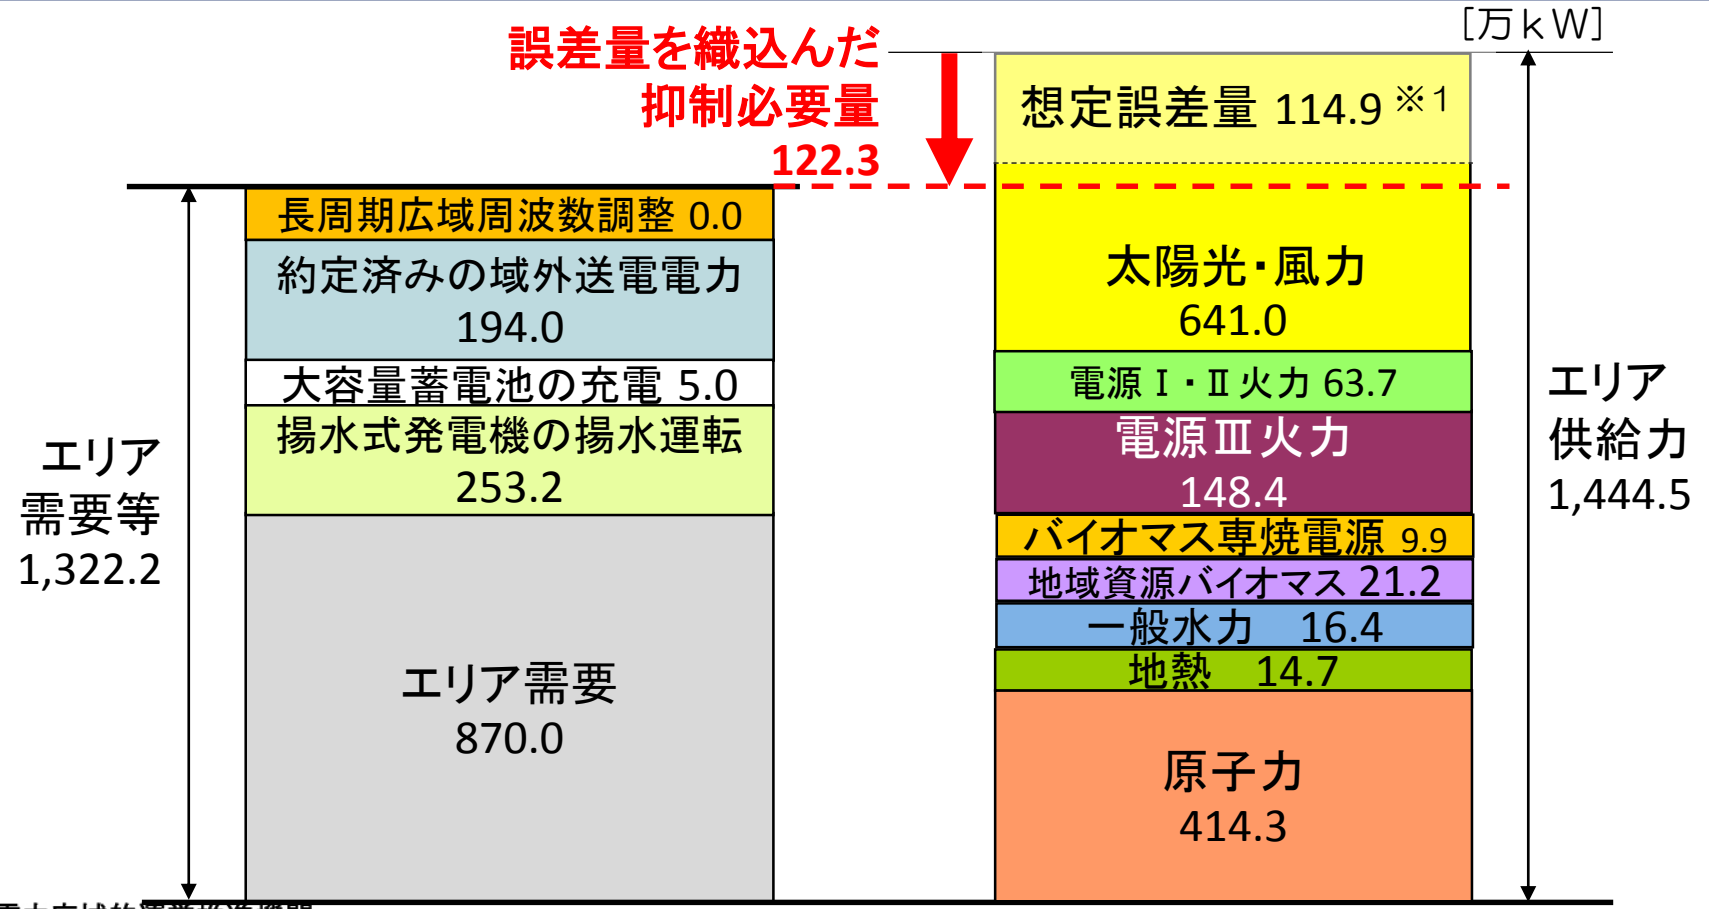 [万kW]
誤差量を織込んだ
抑制必要量
122.3
長周期広域周波数調整 0.0
約定済みの域外送電電力
194.0
大容量蓄電池の充電 5.0
揚水式発電機の揚水運転
253.2
エリア需要
870.0
エリア
需要等
1,322.2
想定誤差量 114.9 ※1
太陽光・風力
641.0
電源Ⅰ・Ⅱ火力 63.7
電源Ⅲ火力
148.4
バイオマス専焼電源 9.9
地域資源バイオマス 21.2
一般水力 16.4
地熱 14.7
原子力
414.3
エリア
供給力
1,444.5